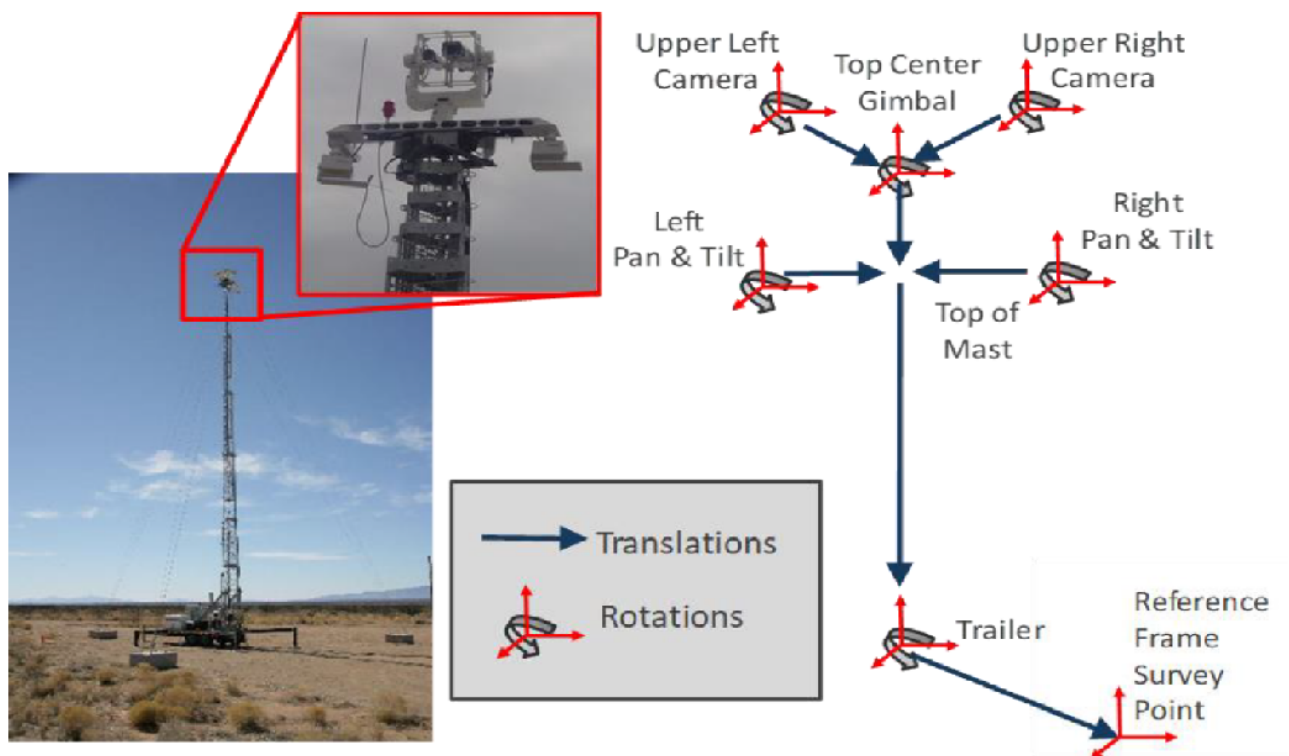 Upper Left
Camera
Top Center
Gimbal
Upper Right
Camera
Left
Pan & Tilt
Right
Pan & Tilt
Top of
Mast
Translations
Rotations
Trailer
Reference
Frame
Survey
Point